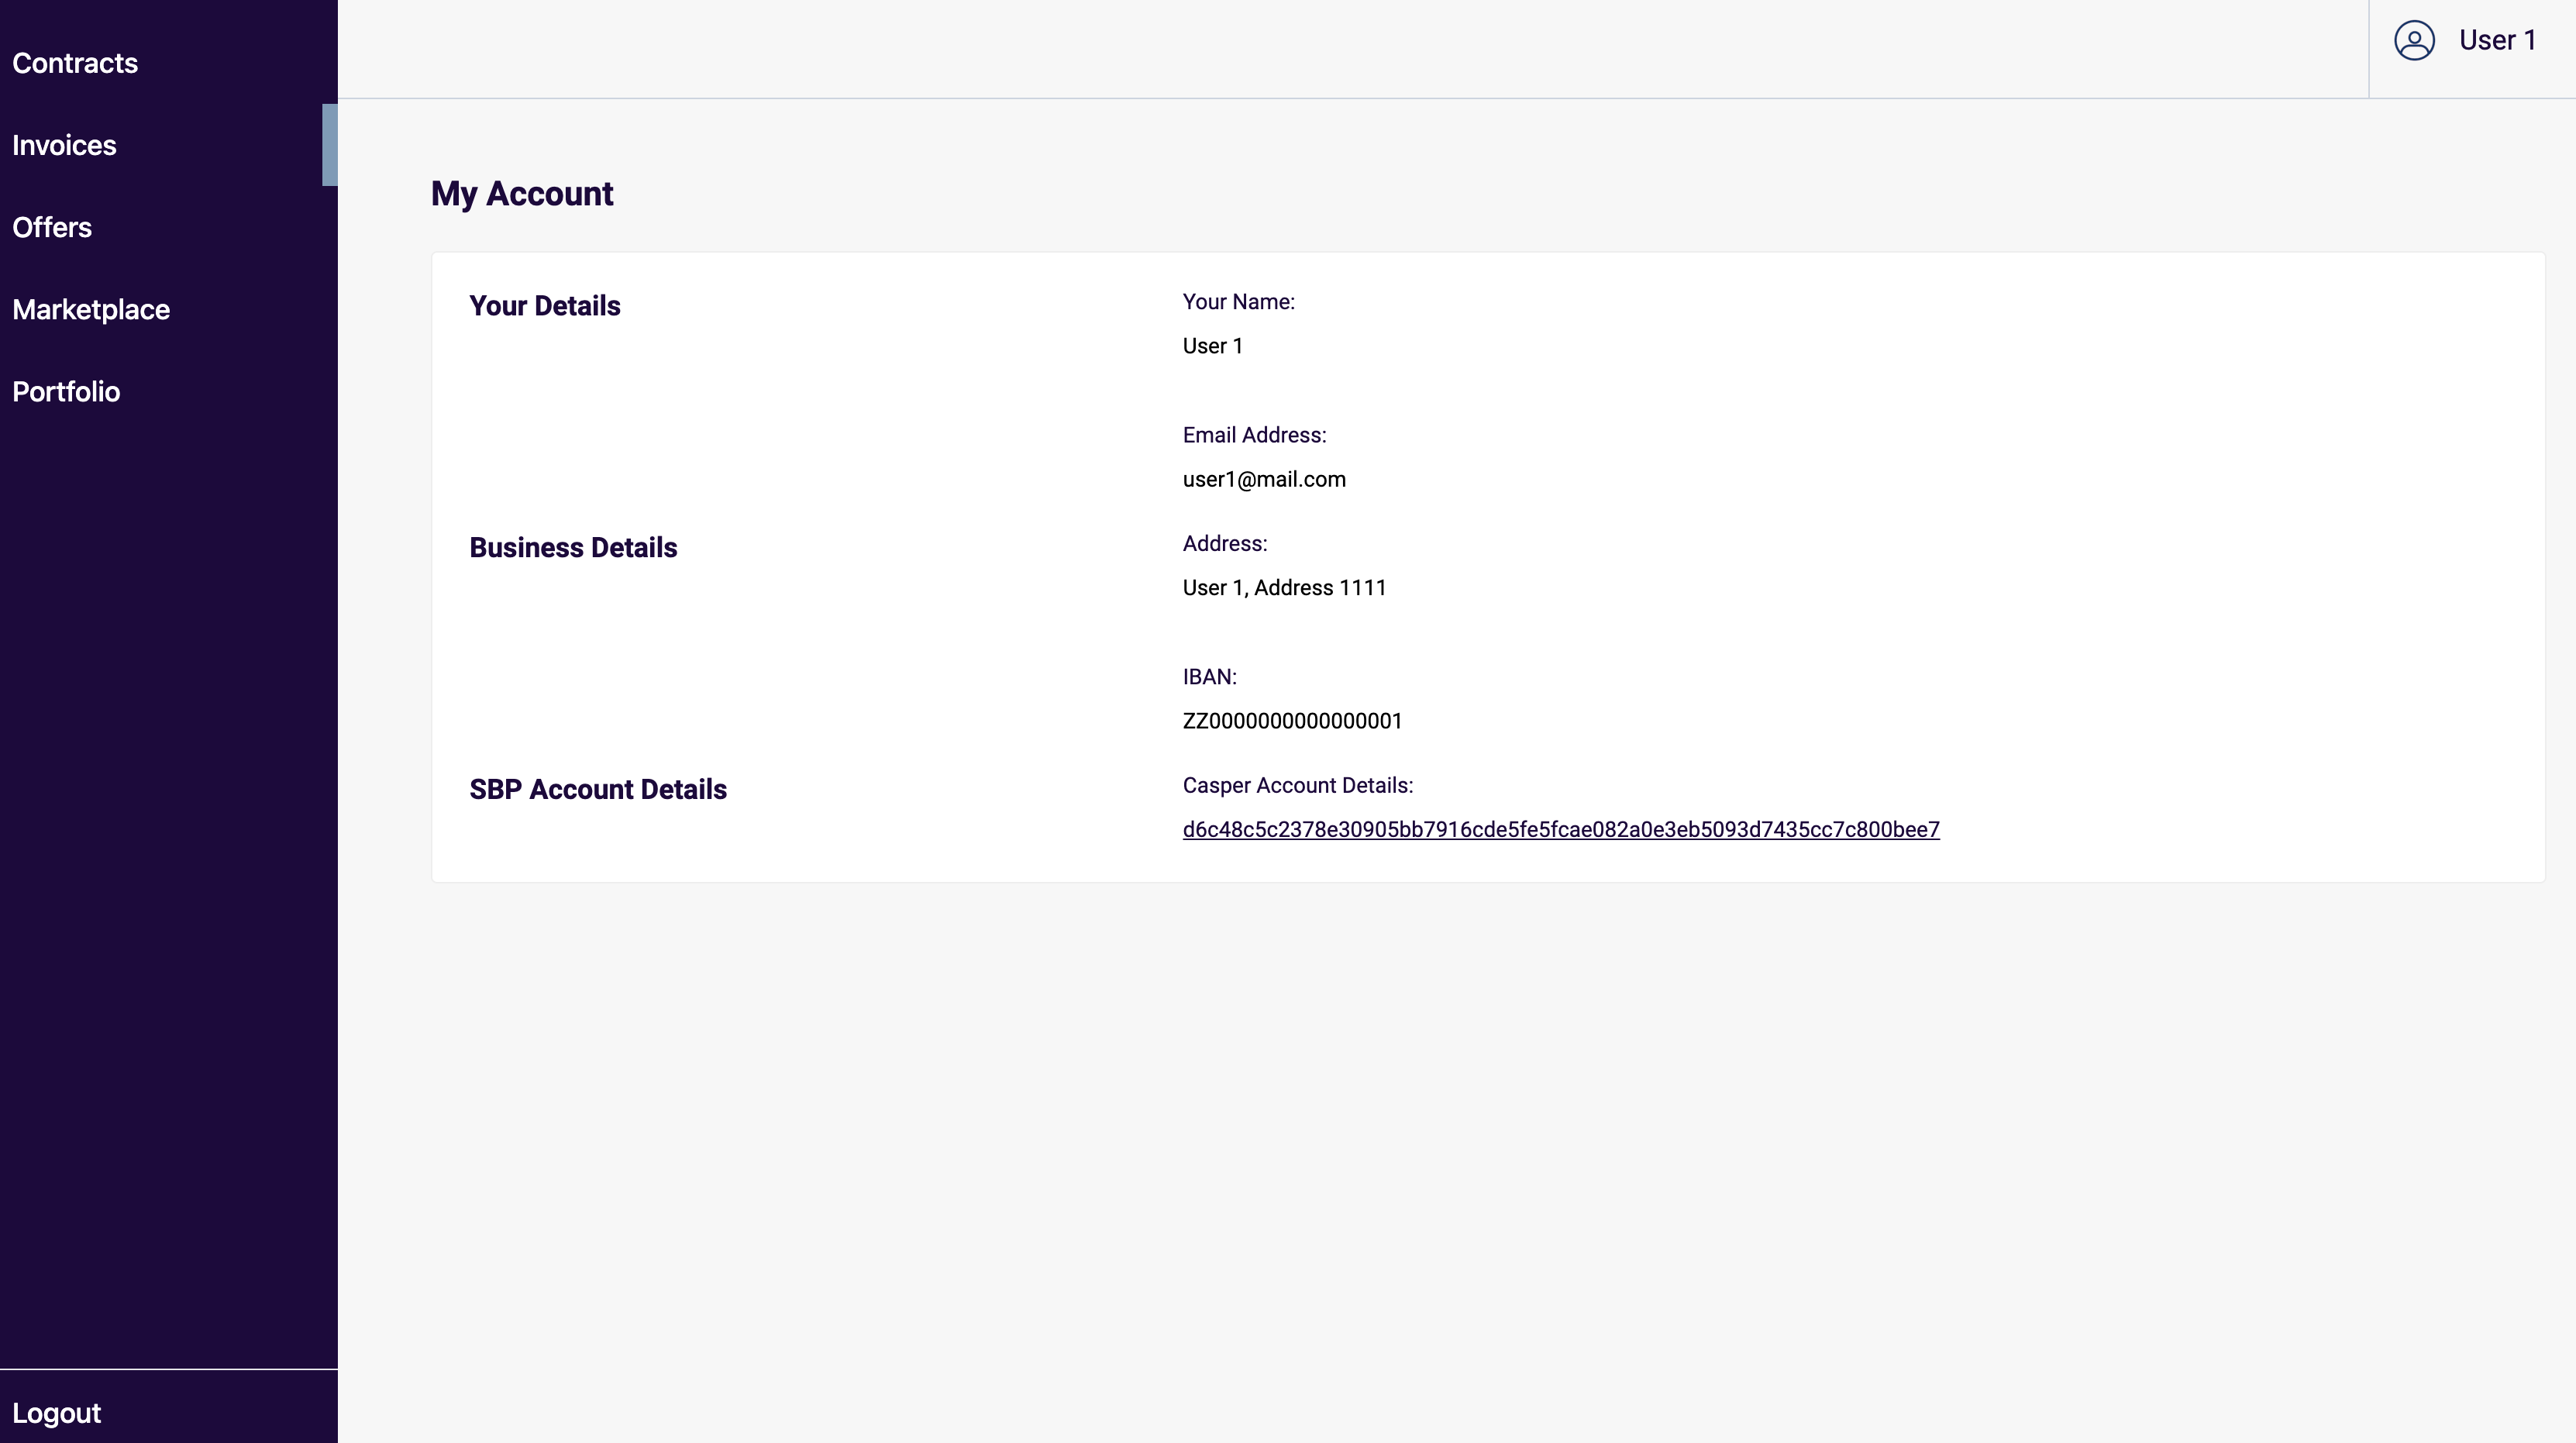 Contracts
Invoices
Offers
Marketplace
Portfolio
Logout
User 1
My Account
Your Details
Your Name:
User 1
Email Address:
user1@mail.com
Business Details
Address:
User 1, Address 1111
IBAN:
ZZ0000000000000001
SBP Account Details
Casper Account Details:
d6c48c5c2378e30905bb7916cde5fe5fcae082a0e3eb5093d7435cc7c800bee7